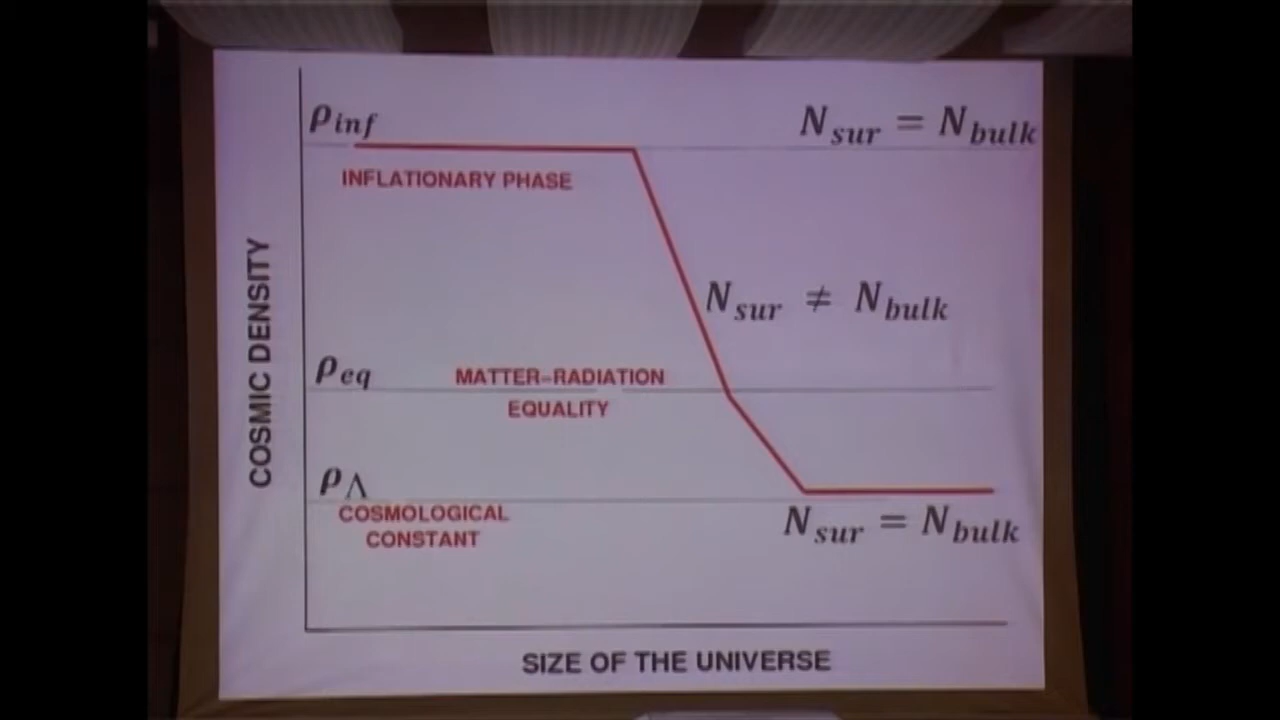 ρ_inf
N_sur = N_bulk
INFLATIONARY PHASE
N_sur ≠ N_bulk
COSMIC DENSITY
ρ_eq
MATTER–RADIATION
EQUALITY
ρ_Λ
COSMOLOGICAL
CONSTANT
N_sur = N_bulk
SIZE OF THE UNIVERSE